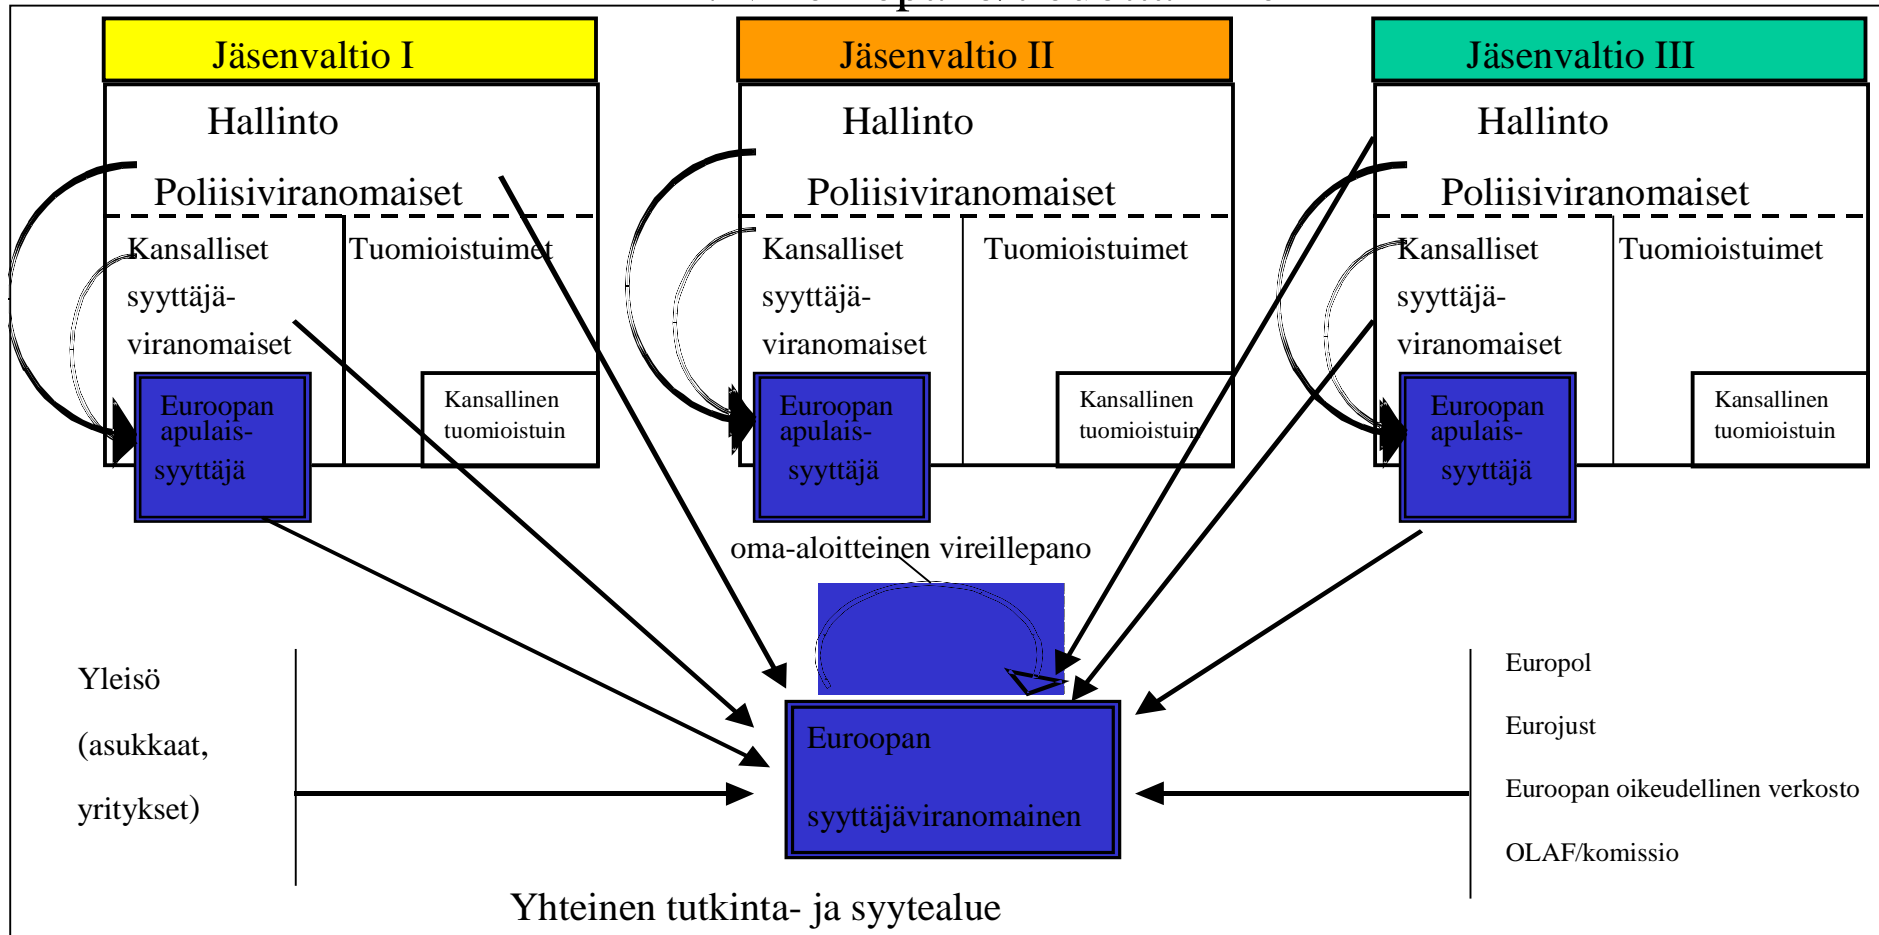 Jäsenvaltio I
Hallinto
Poliisiviranomaiset
Kansalliset
syyttäjä-
viranomaiset
Tuomioistuimet
Euroopan
apulais-
syyttäjä
Kansallinen
tuomioistuin
Jäsenvaltio II
Hallinto
Poliisiviranomaiset
Kansalliset
syyttäjä-
viranomaiset
Tuomioistuimet
Euroopan
apulais-
syyttäjä
Kansallinen
tuomioistuin
Jäsenvaltio III
Hallinto
Poliisiviranomaiset
Kansalliset
syyttäjä-
viranomaiset
Tuomioistuimet
Euroopan
apulais-
syyttäjä
Kansallinen
tuomioistuin
oma-aloitteinen vireillepano
Yleisö
(asukkaat,
yritykset)
Euroopan
syyttäjäviranomainen
Europol
Eurojust
Euroopan oikeudellinen verkosto
OLAF/komissio
Yhteinen tutkinta- ja syytealue